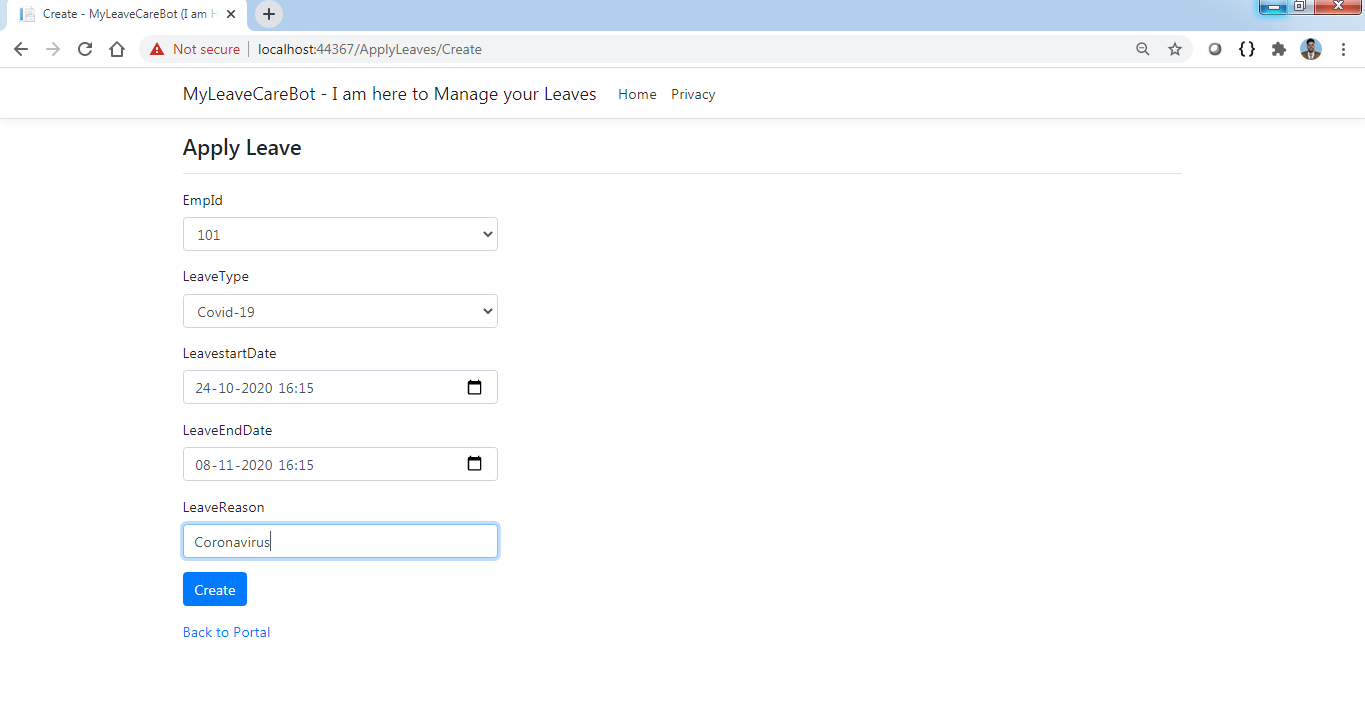 Create - MyLeaveCareBot (I am H
Not secure | localhost:44367/ApplyLeaves/Create
MyLeaveCareBot - I am here to Manage your Leaves Home Privacy
Apply Leave
EmpId
101
LeaveType
Covid-19
LeavestartDate
24-10-2020 16:15
LeaveEndDate
08-11-2020 16:15
LeaveReason
Coronavirus
Create
Back to Portal